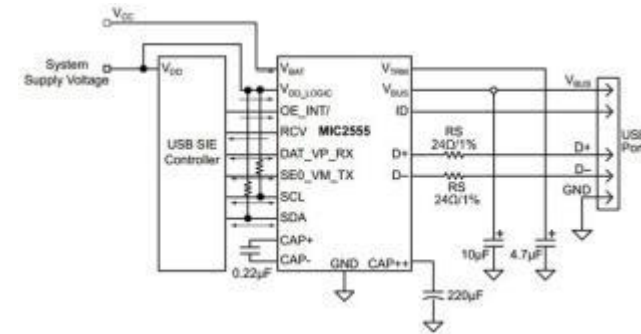 VCC
System
Supply Voltage
VDD
USB SIE
Controller
VBAT
VDD_LOGIC
OE_INT/
RCV
DAT_VP_RX
SE0_VM_TX
SCL
SDA
CAP+
CAP-
0.22µF
MIC2555
VTRM
VBUS
ID
D+
D–
GND
CAP++
RS
24Ω/1%
RS
24Ω/1%
220µF
10µF
4.7µF
VBUS
D+
D–
GND
USB
Port